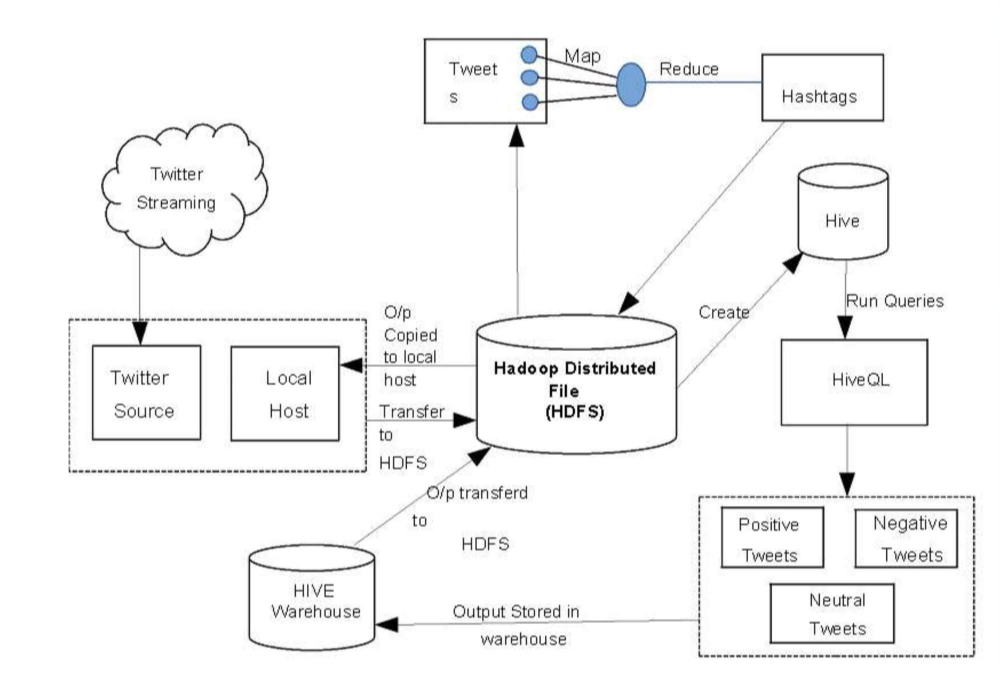 Tweet
s
Map
Reduce
Hashtags
Twitter
Streaming
Hive
Run Queries
Create
O/p
Copied
to local
host
Hadoop Distributed
File
(HDFS)
Twitter
Source
Local
Host
HiveQL
Transfer
to
HDFS
O/p transferd
to
HDFS
Positive
Tweets
Negative
Tweets
Neutral
Tweets
HIVE
Warehouse
Output Stored in
warehouse